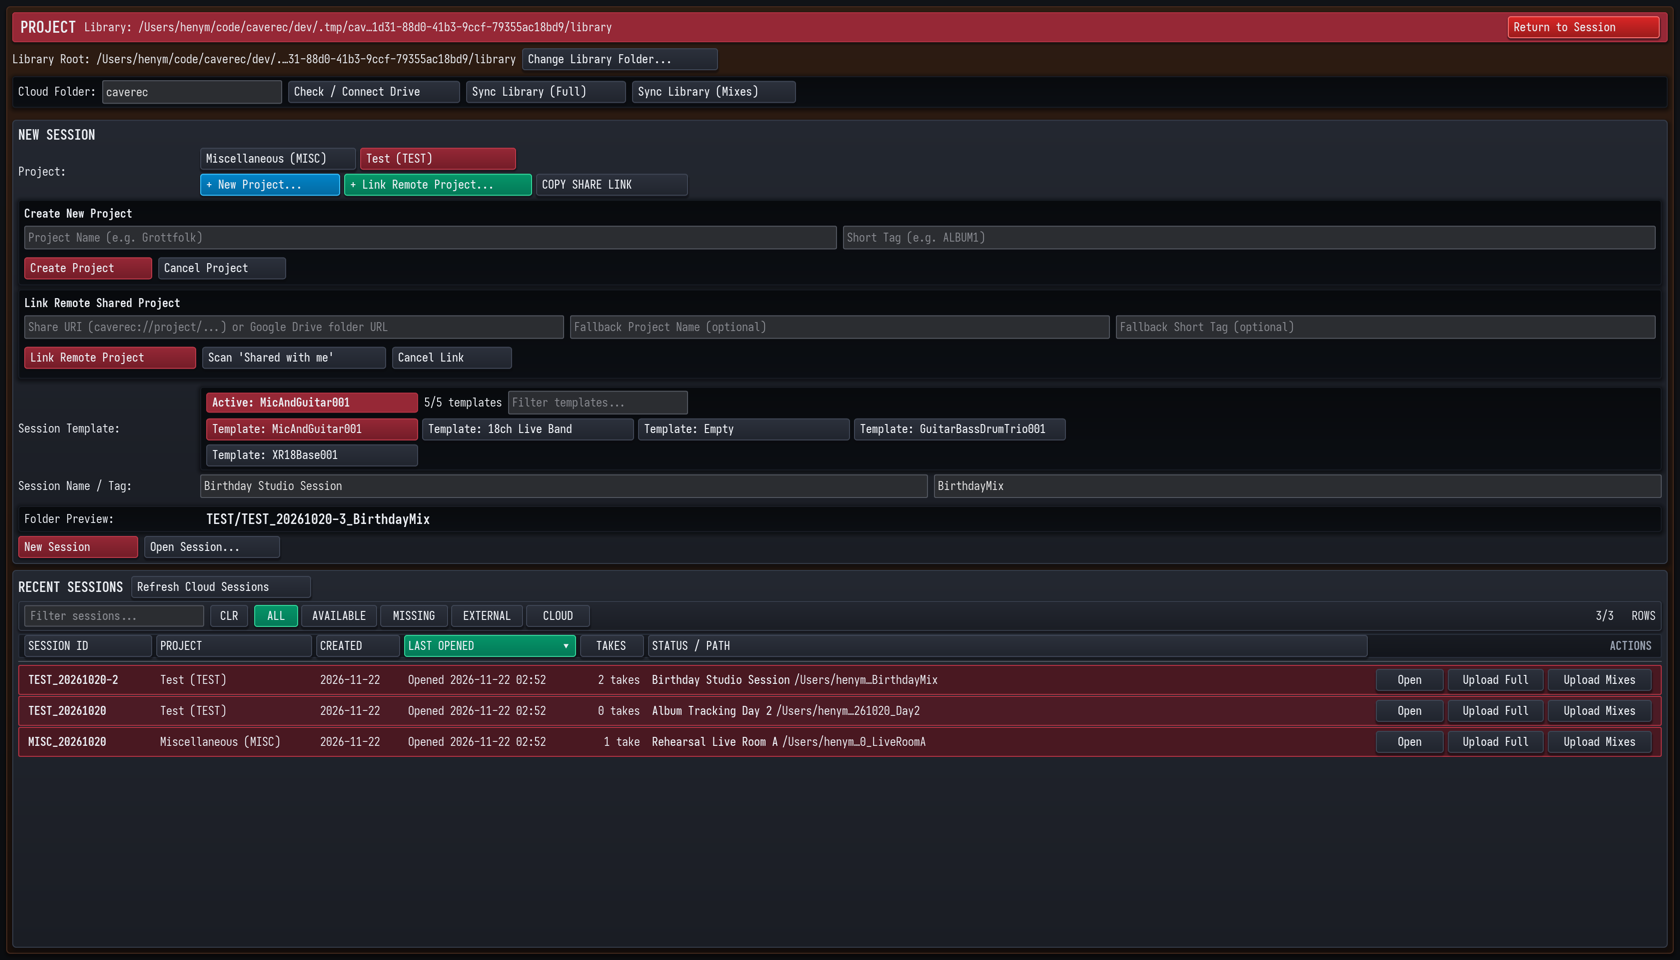 PROJECT Library: /Users/henym/code/caverec/dev/.tmp/cav…1d31-88d0-41b3-9ccf-79355ac18bd9/library Return to Session
Library Root: /Users/henym/code/caverec/dev/.…31-88d0-41b3-9ccf-79355ac18bd9/library Change Library Folder...
Cloud Folder: caverec Check / Connect Drive Sync Library (Full) Sync Library (Mixes)
NEW SESSION
Project: Miscellaneous (MISC) Test (TEST)
+ New Project... + Link Remote Project... COPY SHARE LINK
Create New Project
Project Name (e.g. Grottfolk) Short Tag (e.g. ALBUM1)
Create Project Cancel Project
Link Remote Shared Project
Share URI (caverec://project/...) or Google Drive folder URL Fallback Project Name (optional) Fallback Short Tag (optional)
Link Remote Project Scan 'Shared with me' Cancel Link
Active: MicAndGuitar001 5/5 templates Filter templates...
Session Template: Template: MicAndGuitar001 Template: 18ch Live Band Template: Empty Template: GuitarBassDrumTrio001
Template: XR18Base001
Session Name / Tag: Birthday Studio Session BirthdayMix
Folder Preview: TEST/TEST_20261020-3_BirthdayMix
New Session Open Session...
RECENT SESSIONS Refresh Cloud Sessions
Filter sessions... CLR ALL AVAILABLE MISSING EXTERNAL CLOUD 3/3 ROWS
SESSION ID PROJECT CREATED LAST OPENED ▼ TAKES STATUS / PATH ACTIONS
TEST_20261020-2 Test (TEST) 2026-11-22 Opened 2026-11-22 02:52 2 takes Birthday Studio Session /Users/henym…BirthdayMix Open Upload Full Upload Mixes
TEST_20261020 Test (TEST) 2026-11-22 Opened 2026-11-22 02:52 0 takes Album Tracking Day 2 /Users/henym…261020_Day2 Open Upload Full Upload Mixes
MISC_20261020 Miscellaneous (MISC) 2026-11-22 Opened 2026-11-22 02:52 1 take Rehearsal Live Room A /Users/henym…0_LiveRoomA Open Upload Full Upload Mixes